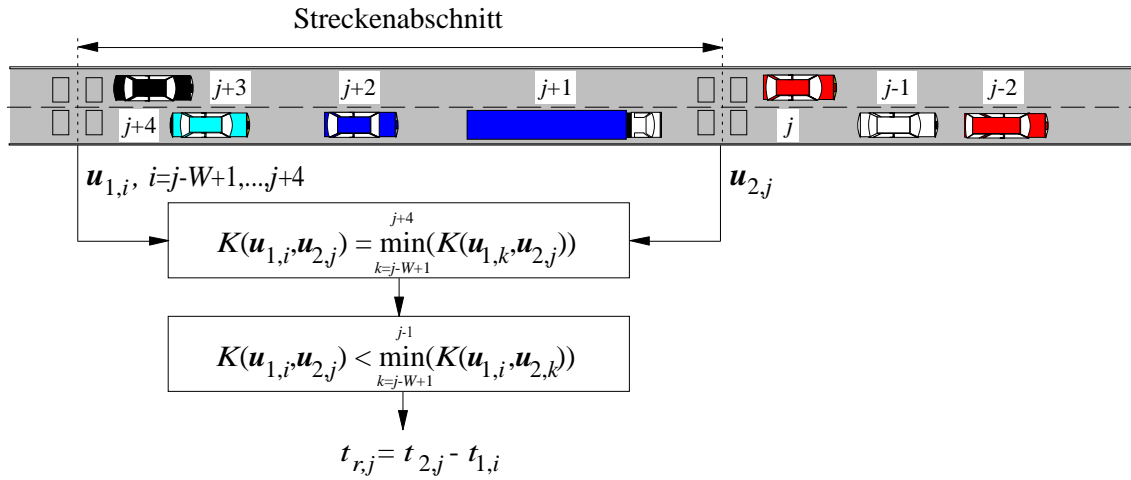 Streckenabschnitt
j+3 j+2 j+1 j-1 j-2
j+4 j
u1,i, i=j-W+1,...,j+4 u2,j
j+4
K(u1,i,u2,j) = min(K(u1,k,u2,j))
k=j-W+1
j-1
K(u1,i,u2,j) < min(K(u1,i,u2,k))
k=j-W+1
tr,j= t2,j - t1,i